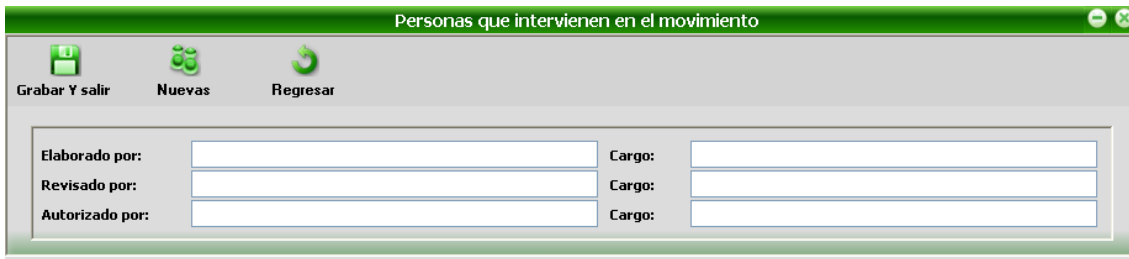 Personas que intervienen en el movimiento
Grabar Y salir Nuevas Regresar
Elaborado por: Cargo:
Revisado por: Cargo:
Autorizado por: Cargo: